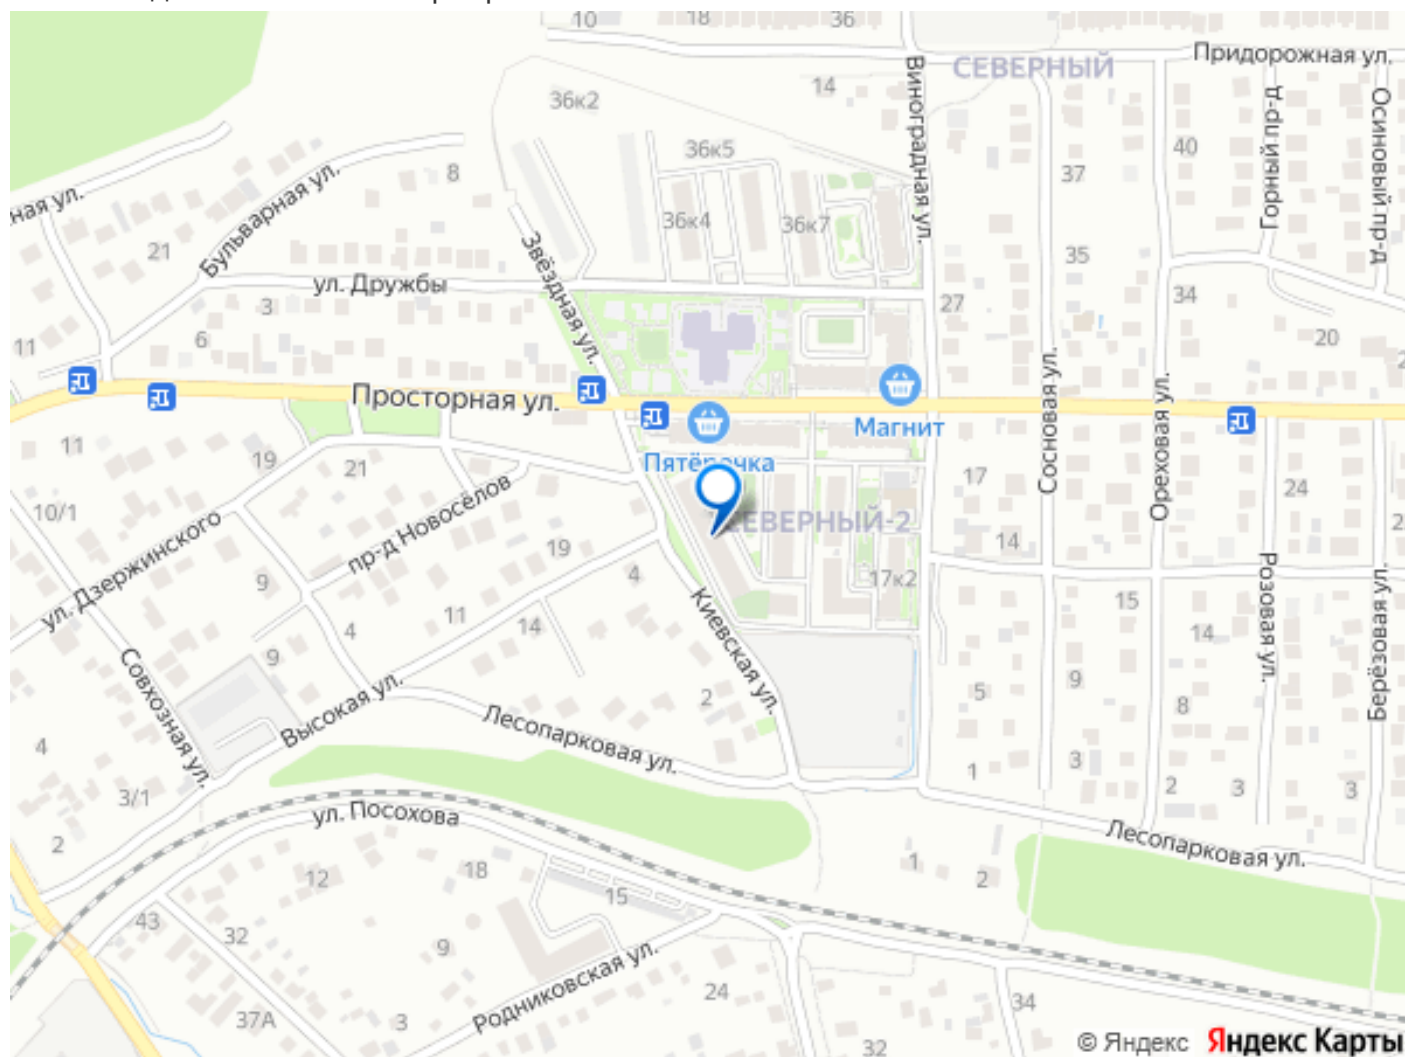 10
18
36
Придорожная ул.
СЕВЕРНЫЙ
14
36к2
Виноградная ул.
Горный пр-д
Осиновый пр-д
36к5
40
37
8
ная ул.
Бульварная ул.
36к4
36к7
21
Звёздная ул.
35
ул. Дружбы
3
27
34
6
11
20
2
Просторная ул.
Магнит
Сосновая ул.
Ореховая ул.
11
19
21
Пятёрочка
17
24
10/1
пр-д Новосёлов
СЕВЕРНЫЙ-2
2
ул. Дзержинского
19
14
9
4
17к2
Розовая ул.
Берёзовая ул.
11
14
4
Киевская ул.
15
14
9
Совхозная ул.
Высокая ул.
2
5
9
8
Лесопарковая ул.
4
3
1
2
3
3
3/1
ул. Посохова
2
Лесопарковая ул.
1
2
18
12
15
43
32
9
Родниковская ул.
24
34
37А
3
32
© Яндекс Яндекс Карты